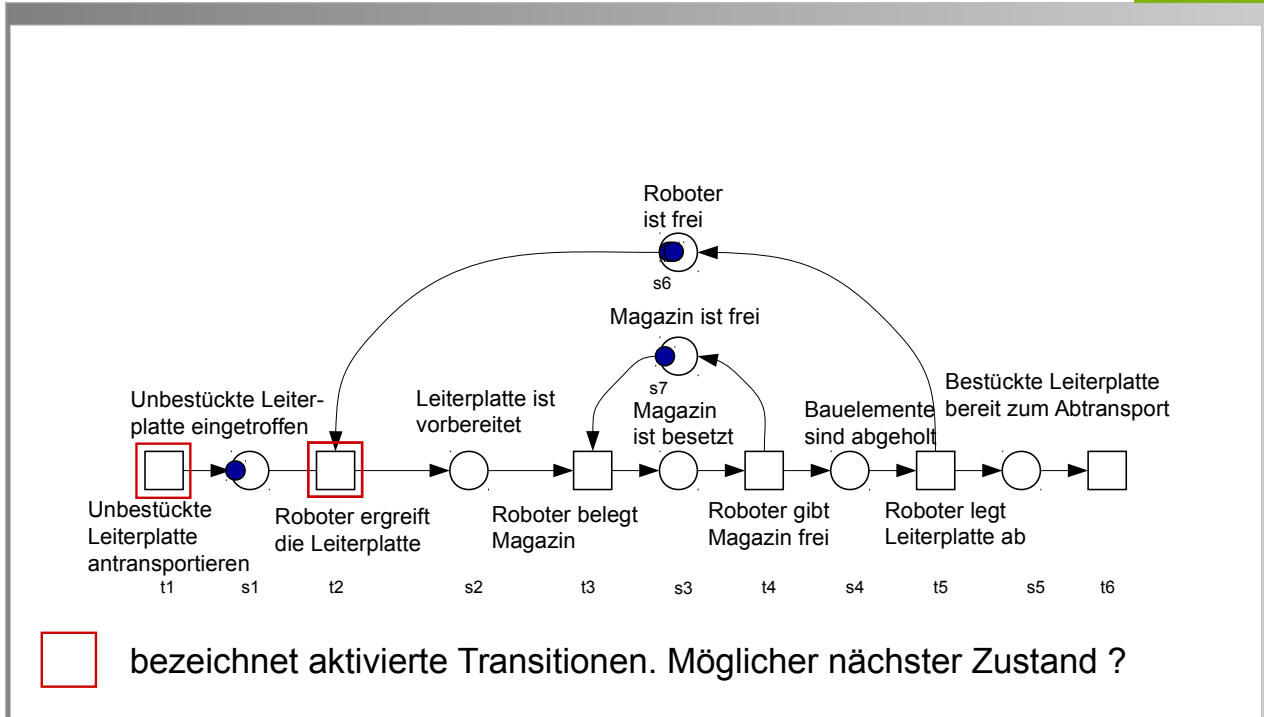 Roboter
ist frei
s6
Magazin ist frei
s7
Unbestückte Leiter-
platte eingetroffen
Leiterplatte ist
vorbereitet
Magazin
ist besetzt
Bauelemente
sind abgeholt
Bestückte Leiterplatte
bereit zum Abtransport
Unbestückte
Leiterplatte
antransportieren
Roboter ergreift
die Leiterplatte
Roboter belegt
Magazin
Roboter gibt
Magazin frei
Roboter legt
Leiterplatte ab
t1 s1 t2 s2 t3 s3 t4 s4 t5 s5 t6
bezeichnet aktivierte Transitionen. Möglicher nächster Zustand ?